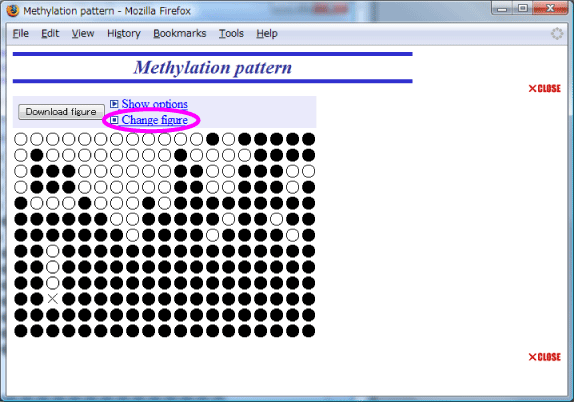 Methylation pattern - Mozilla Firefox
File Edit View History Bookmarks Tools Help
Methylation pattern
CLOSE
Download figure
Show options
Change figure
CLOSE